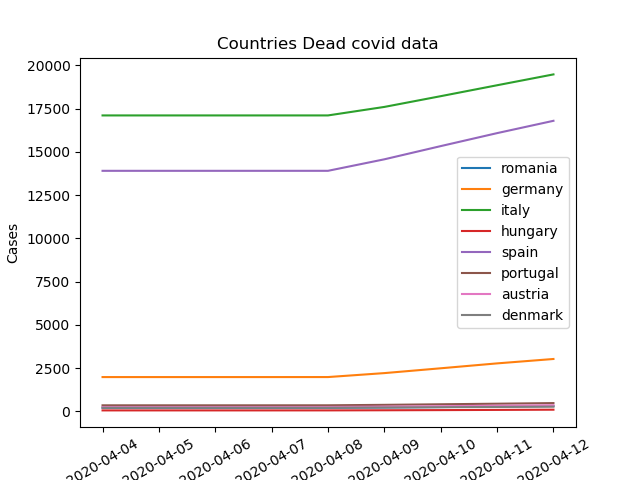 Countries Dead covid data
Cases
20000
17500
15000
12500
10000
7500
5000
2500
0
romania
germany
italy
hungary
spain
portugal
austria
denmark
2020-04-04
2020-04-05
2020-04-06
2020-04-07
2020-04-08
2020-04-09
2020-04-10
2020-04-11
2020-04-12